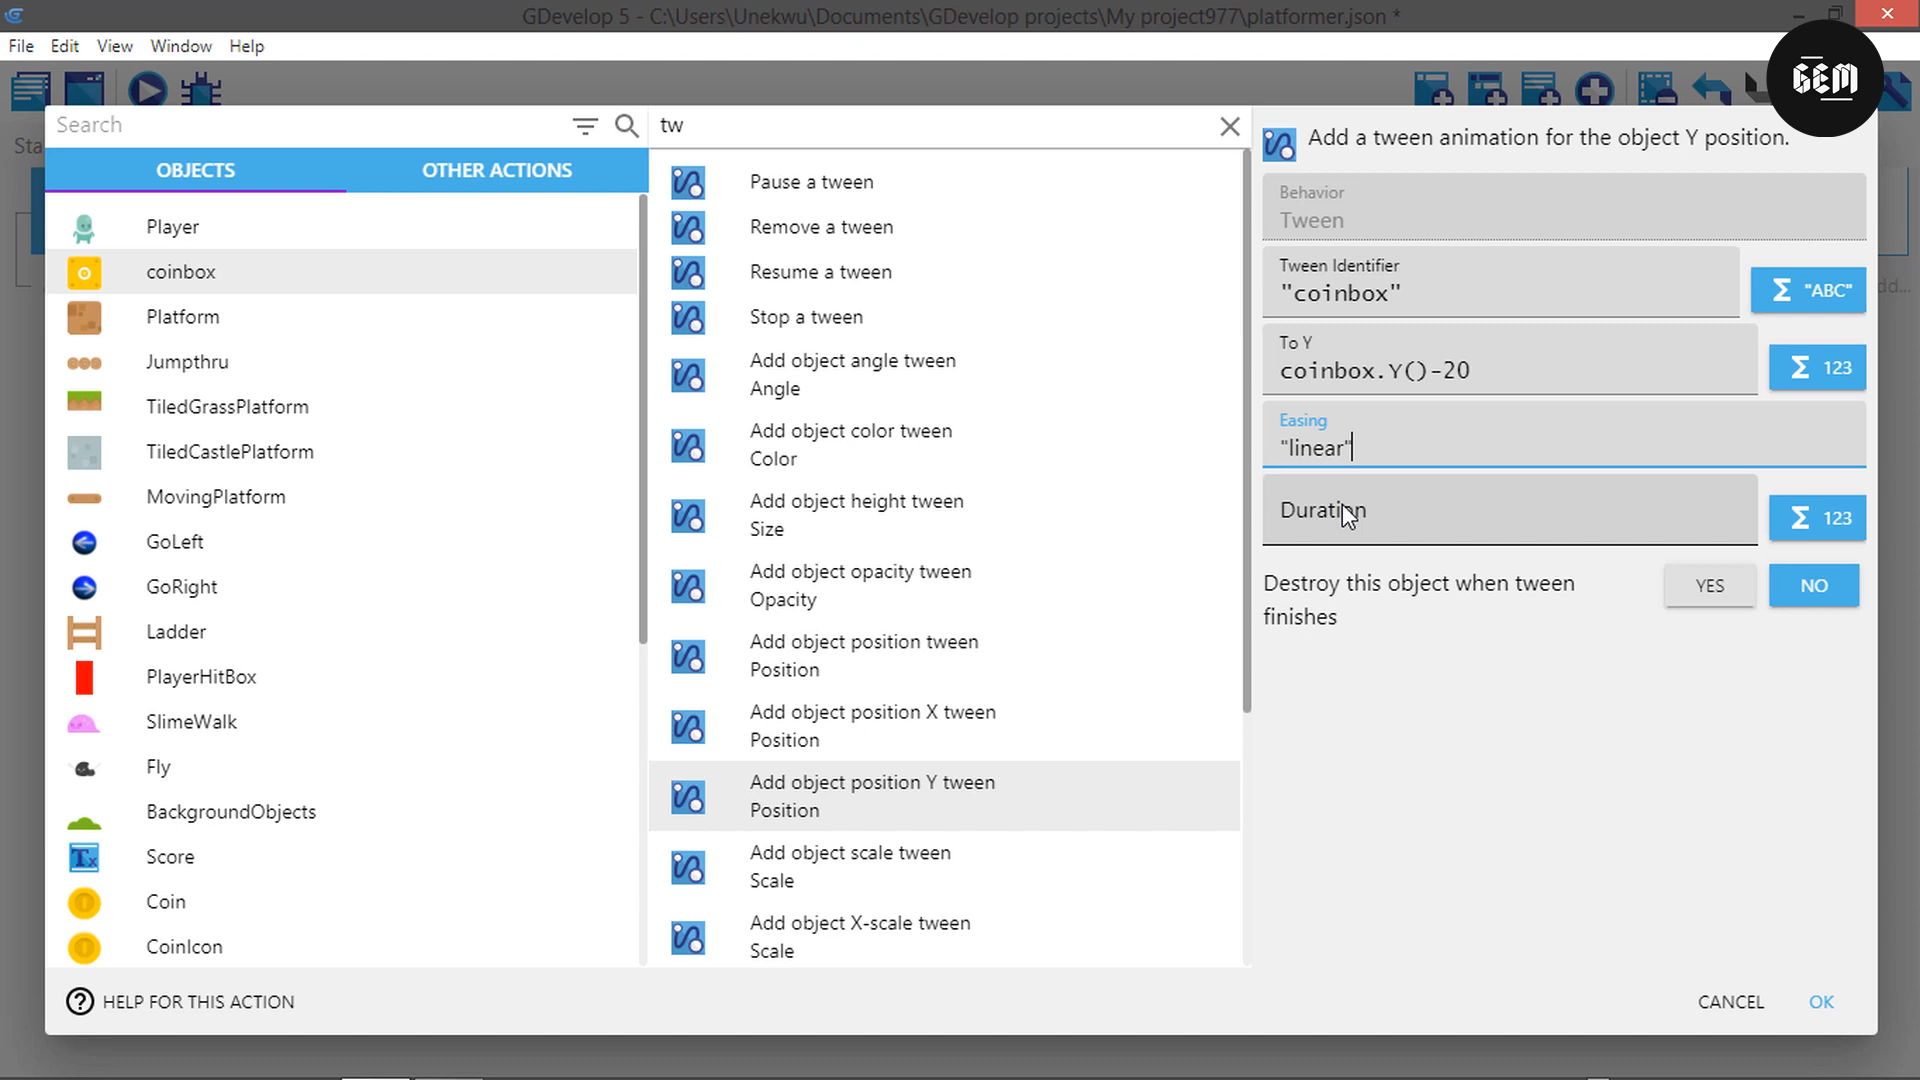 GDevelop 5 - C:\Users\Unekwu\Documents\GDevelop projects\My project977\platformer.json *
File Edit View Window Help
GEM
Sta
Search
tw
OBJECTS
OTHER ACTIONS
Player
coinbox
Platform
Jumpthru
TiledGrassPlatform
TiledCastlePlatform
MovingPlatform
GoLeft
GoRight
Ladder
PlayerHitBox
SlimeWalk
Fly
BackgroundObjects
Tx
Score
Coin
CoinIcon
Pause a tween
Remove a tween
Resume a tween
Stop a tween
Add object angle tween
Angle
Add object color tween
Color
Add object height tween
Size
Add object opacity tween
Opacity
Add object position tween
Position
Add object position X tween
Position
Add object position Y tween
Position
Add object scale tween
Scale
Add object X-scale tween
Scale
Add a tween animation for the object Y position.
Behavior
Tween
Tween Identifier
"coinbox"
Σ "ABC"
dd...
To Y
coinbox.Y()-20
Σ 123
Easing
"linear"
Duration
Σ 123
Destroy this object when tween
finishes
YES
NO
? HELP FOR THIS ACTION
CANCEL
OK